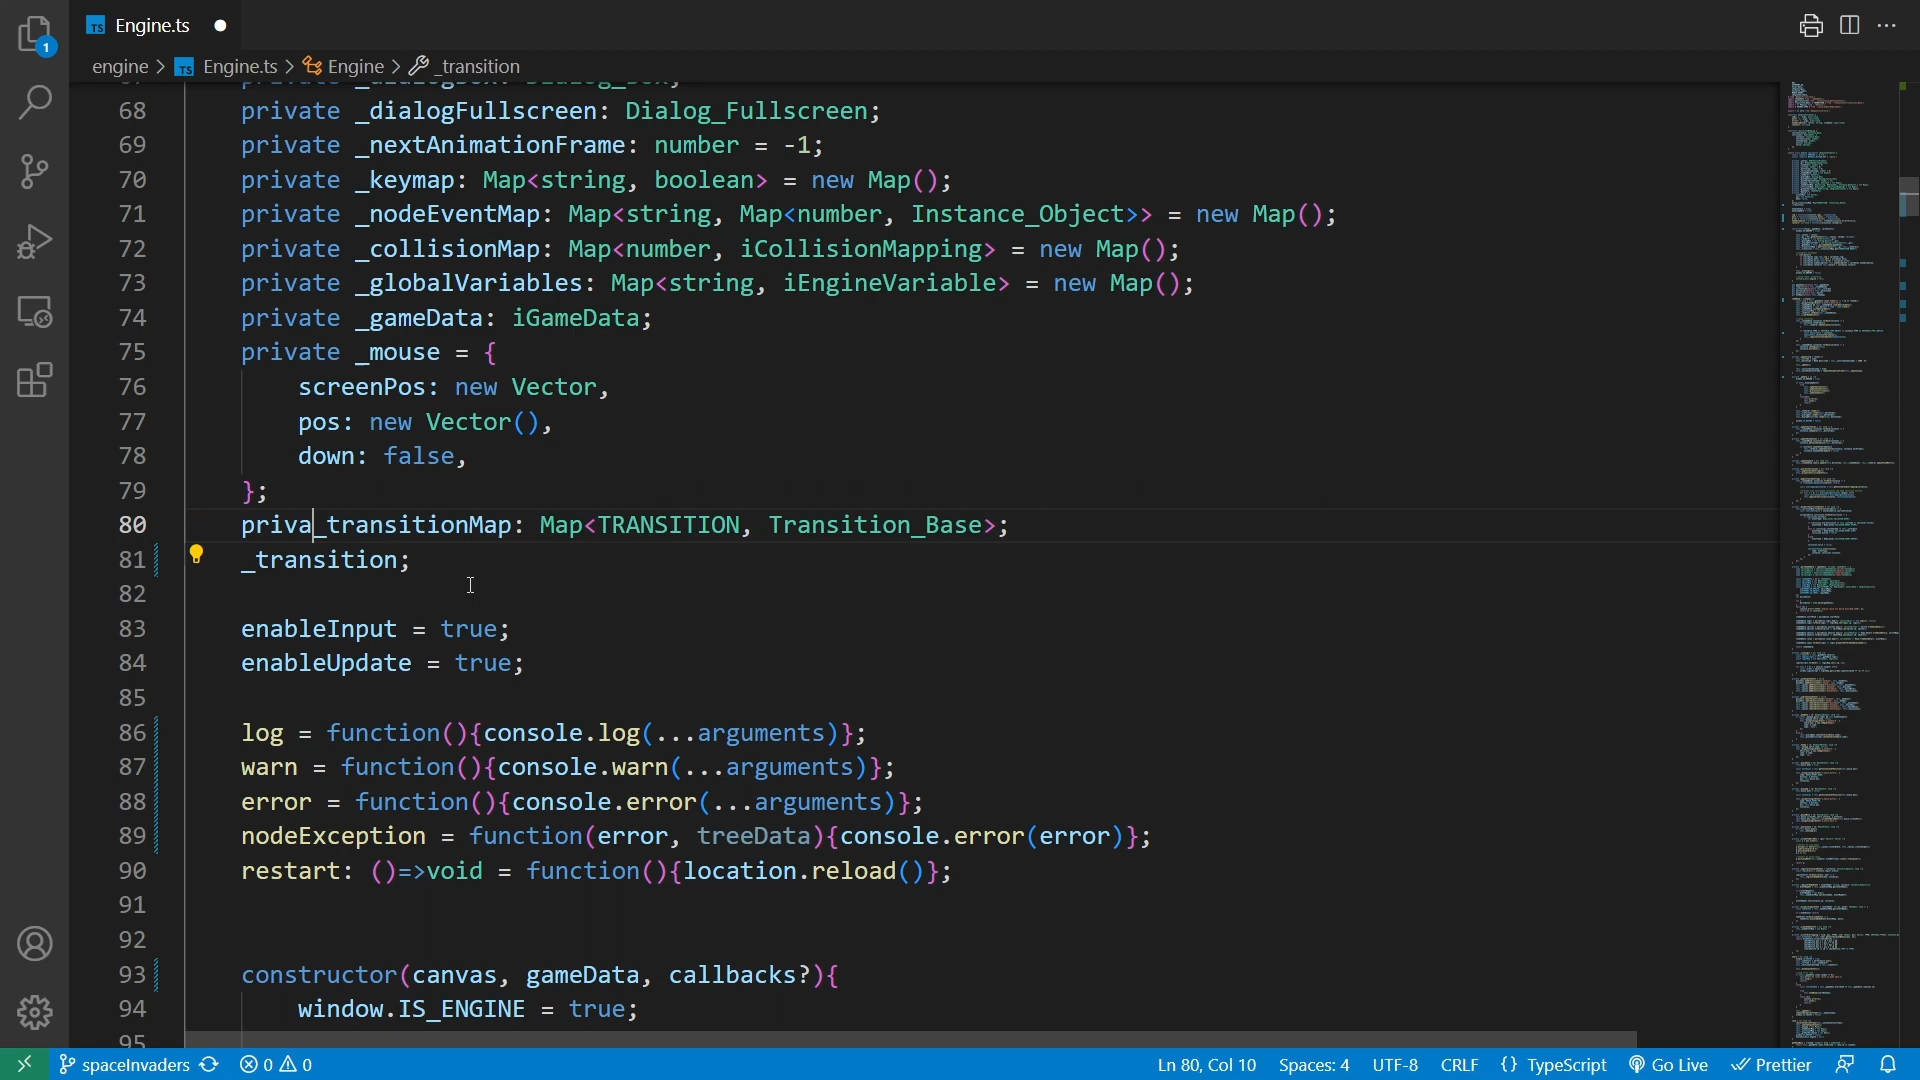 TS Engine.ts
engine > TS Engine.ts > Engine > _transition
private _dialogBox: Dialog_Box;
68 private _dialogFullscreen: Dialog_Fullscreen;
69 private _nextAnimationFrame: number = -1;
70 private _keymap: Map<string, boolean> = new Map();
71 private _nodeEventMap: Map<string, Map<number, Instance_Object>> = new Map();
72 private _collisionMap: Map<number, iCollisionMapping> = new Map();
73 private _globalVariables: Map<string, iEngineVariable> = new Map();
74 private _gameData: iGameData;
75 private _mouse = {
76 screenPos: new Vector,
77 pos: new Vector(),
78 down: false,
79 };
80 priva_transitionMap: Map<TRANSITION, Transition_Base>;
81 _transition;
82
83 enableInput = true;
84 enableUpdate = true;
85
86 log = function(){console.log(...arguments)};
87 warn = function(){console.warn(...arguments)};
88 error = function(){console.error(...arguments)};
89 nodeException = function(error, treeData){console.error(error)};
90 restart: ()=>void = function(){location.reload()};
91
92
93 constructor(canvas, gameData, callbacks?){
94 window.IS_ENGINE = true;
95
1
spaceInvaders 0 0 Ln 80, Col 10 Spaces: 4 UTF-8 CRLF {} TypeScript Go Live Prettier